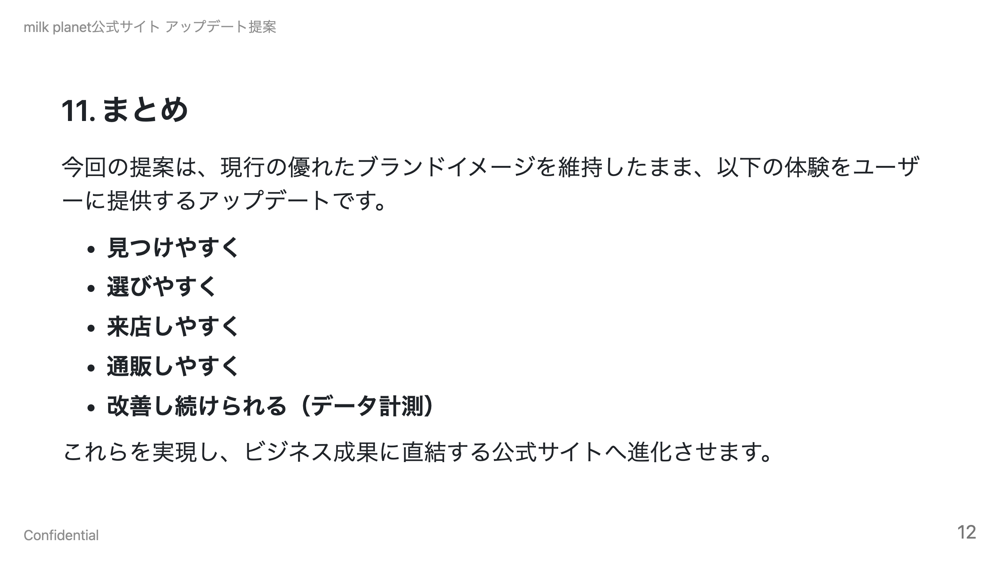 milk planet公式サイト アップデート提案
11. まとめ
今回の提案は、現行の優れたブランドイメージを維持したまま、以下の体験をユーザ
ーに提供するアップデートです。
• 見つけやすく
• 選びやすく
• 来店しやすく
• 通販しやすく
• 改善し続けられる（データ計測）
これらを実現し、ビジネス成果に直結する公式サイトへ進化させます。
Confidential
12